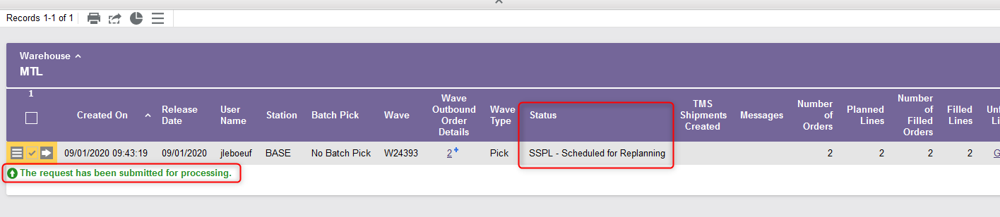 Records 1-1 of 1
Warehouse
MTL
1
Created On
Release Date
User Name
Station
Batch Pick
Wave
Wave Outbound Order Details
Wave Type
Status
TMS Shipments Created
Messages
Number of Orders
Planned Lines
Number of Filled Orders
Filled Lines
09/01/2020 09:43:19 09/01/2020 jleboeuf BASE No Batch Pick W24393 2+ Pick SSPL - Scheduled for Replanning 2 2 2 2 G
The request has been submitted for processing.